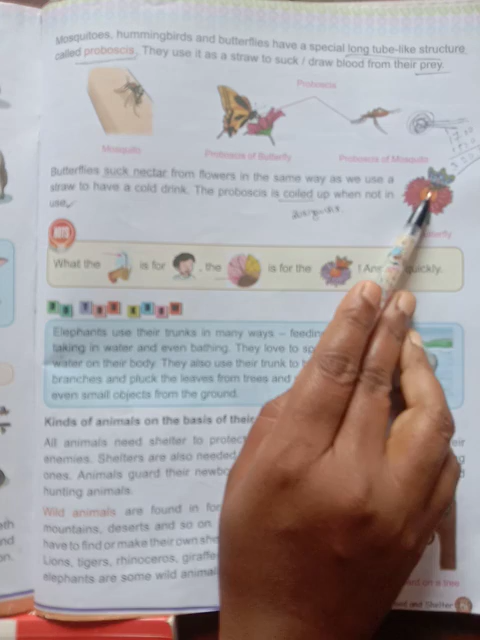 Mosquitoes, hummingbirds and butterflies have a special long tube-like structure
called proboscis. They use it as a straw to suck / draw blood from their prey.
Proboscis
Mosquito
Proboscis of Butterfly
Proboscis of Mosquito
Butterflies suck nectar from flowers in the same way as we use a
straw to have a cold drink. The proboscis is coiled up when not in
use.
What the is for , the is for the ! quickly.
Elephants use their trunks in many ways – feeding
taking in water and even bathing. They love to
water on their body. They also use their trunk to
branches and pluck the leaves from trees and
even small objects from the ground.
Kinds of animals on the basis of their
All animals need shelter to protect
enemies. Shelters are also needed
ones. Animals guard their
hunting animals.
Wild animals are found in
mountains, deserts and so on.
have to find or make their own
Lions, tigers, rhinoceros,
elephants are some wild
on a tree
and Shelter